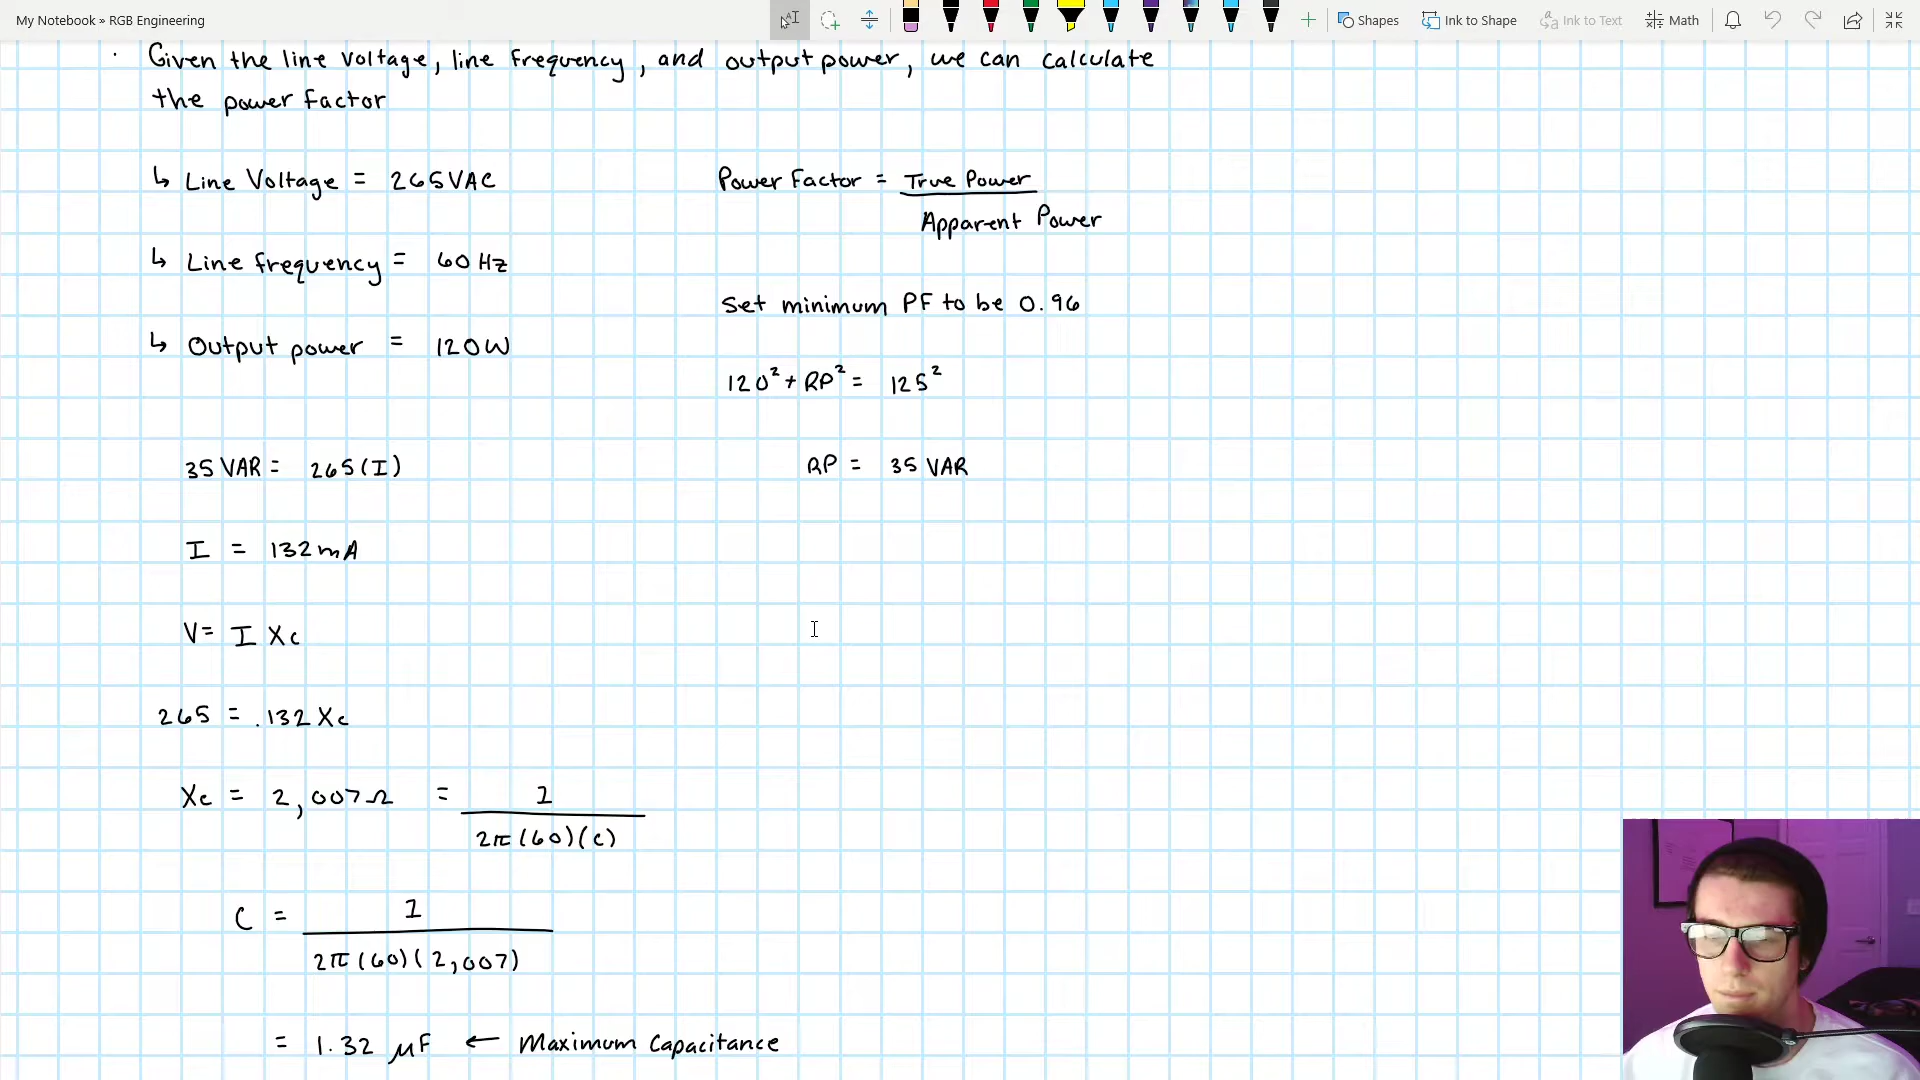 My Notebook » RGB Engineering
Shapes
Ink to Shape
Ink to Text
Math
· Given the line voltage, line frequency, and output power, we can calculate
the power factor
↳ Line Voltage = 265VAC
↳ Line frequency = 60 Hz
↳ Output power = 120W
Power Factor = True Power
Apparent Power
Set minimum PF to be 0.96
120² + RP² = 125²
RP = 35 VAR
35 VAR = 265(I)
I = 132mA
V = I Xc
265 = .132 Xc
Xc = 2,007Ω = 1
2π(60)(C)
C = 1
2π(60)(2,007)
= 1.32 μF ← Maximum Capacitance